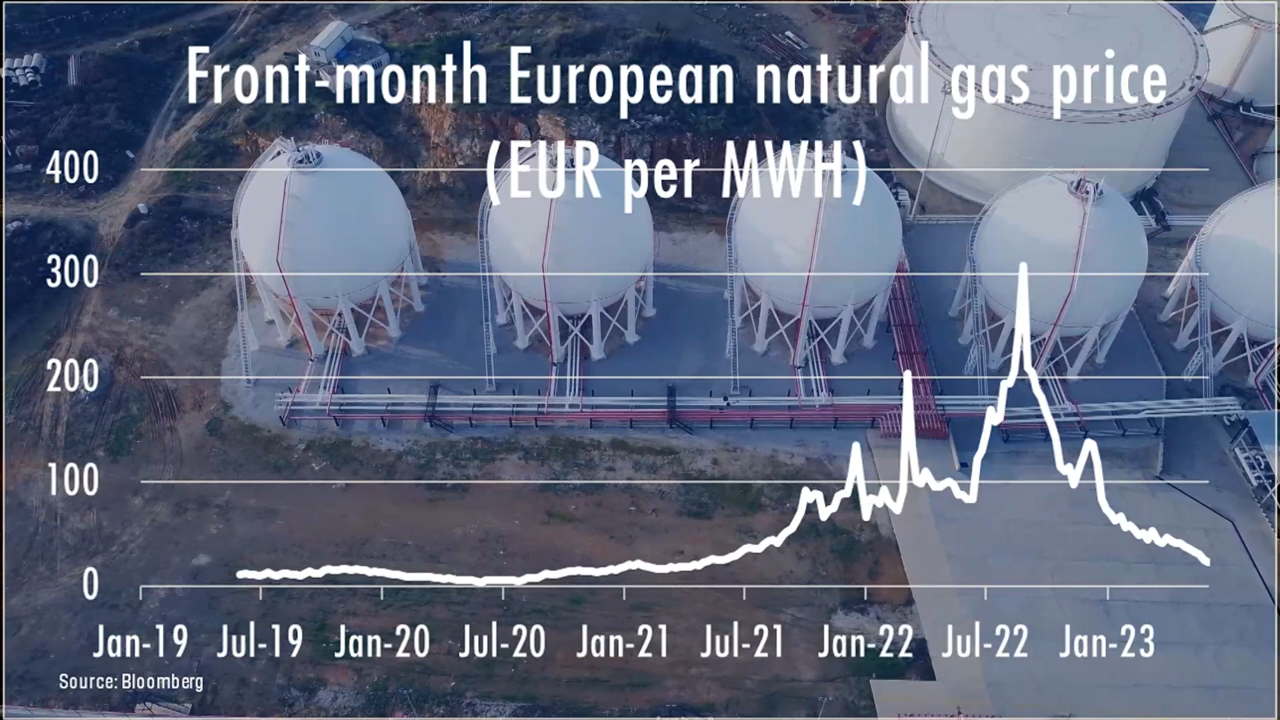 Front-month European natural gas price
(EUR per MWH)
400
300
200
100
0
Jan-19 Jul-19 Jan-20 Jul-20 Jan-21 Jul-21 Jan-22 Jul-22 Jan-23
Source: Bloomberg